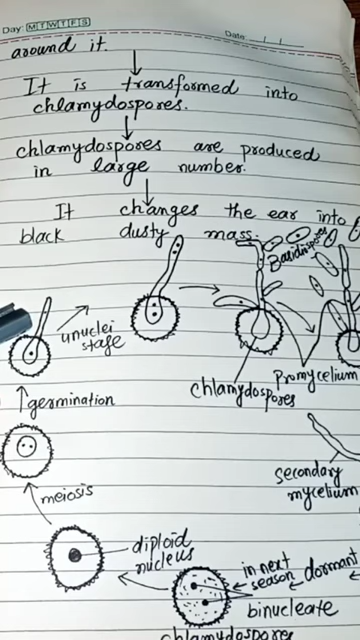 Day: M T W T F S
Date: / /
around it.
It is transformed into
chlamydospores.
chlamydospores are produced
in large number.
It changes the ear into
black dusty mass.
Basidiospores
unuclei
stage
chlamydospores
promycelium
germination
secondary
mycelium
meiosis
diploid
nucleus
in next
season
dormant
binucleate
chlamydospores